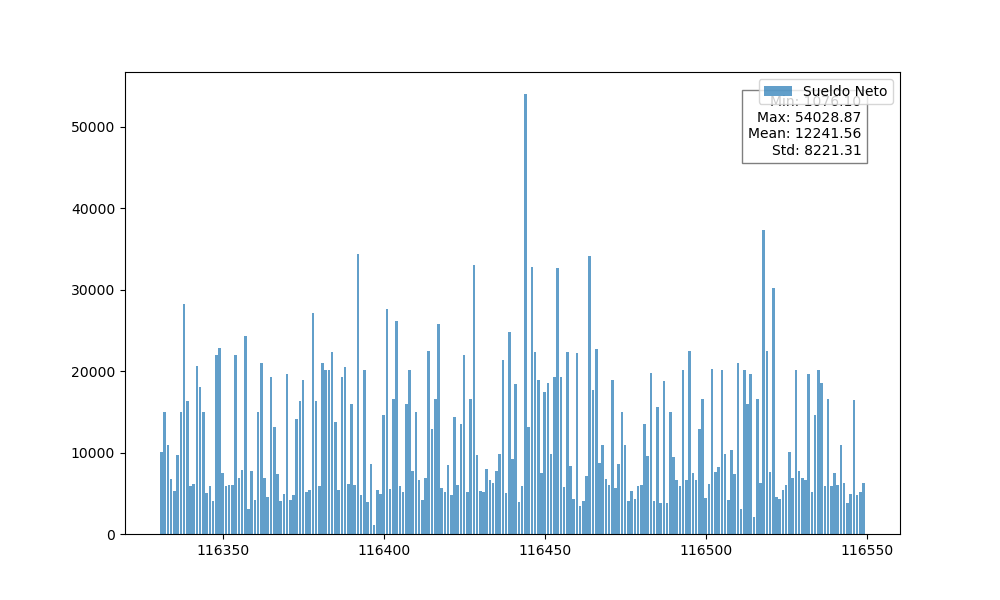 Sueldo Neto
Min: 1076.10
Max: 54028.87
Mean: 12241.56
Std: 8221.31
50000
40000
30000
20000
10000
0
116350 116400 116450 116500 116550